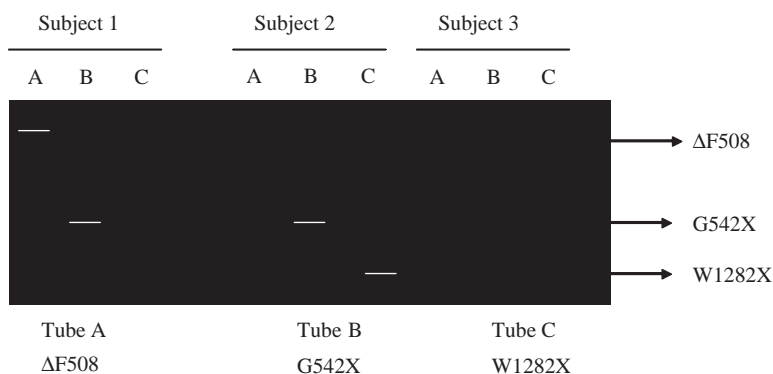 Subject 1 Subject 2 Subject 3
A B C A B C A B C
ΔF508
G542X
W1282X
Tube A Tube B Tube C
ΔF508 G542X W1282X